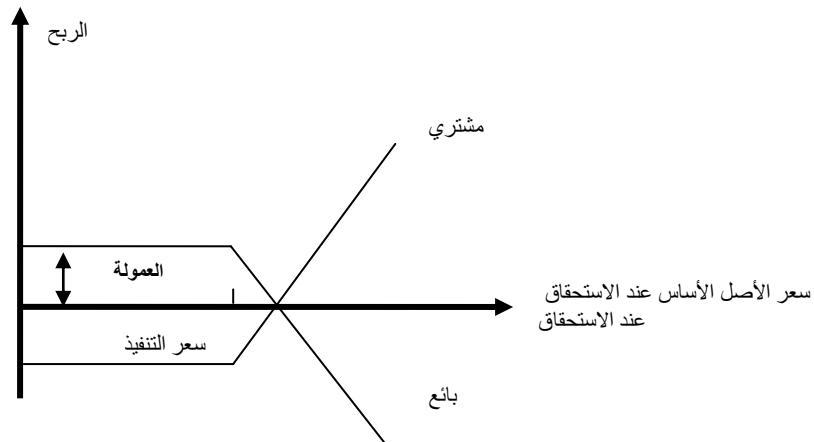 الربح
مشتري
العمولة
سعر الأصل الأساس عند الاستحقاق
عند الاستحقاق
سعر التنفيذ
بائع